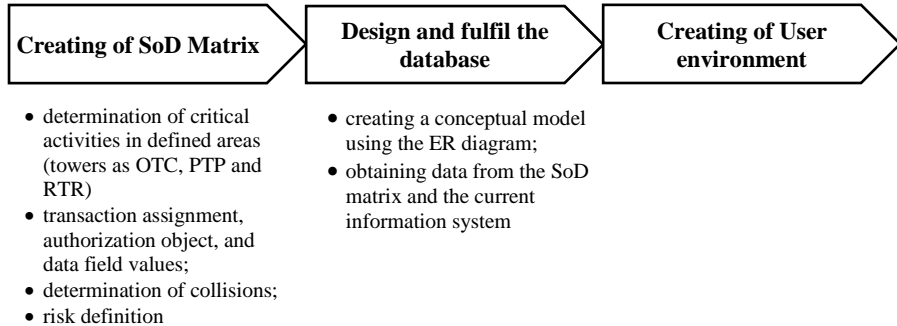 Creating of SoD Matrix
Design and fulfil the
database
Creating of User
environment
• determination of critical
activities in defined areas
(towers as OTC, PTP and
RTR)
• transaction assignment,
authorization object, and
data field values;
• determination of collisions;
• risk definition
• creating a conceptual model
using the ER diagram;
• obtaining data from the SoD
matrix and the current
information system